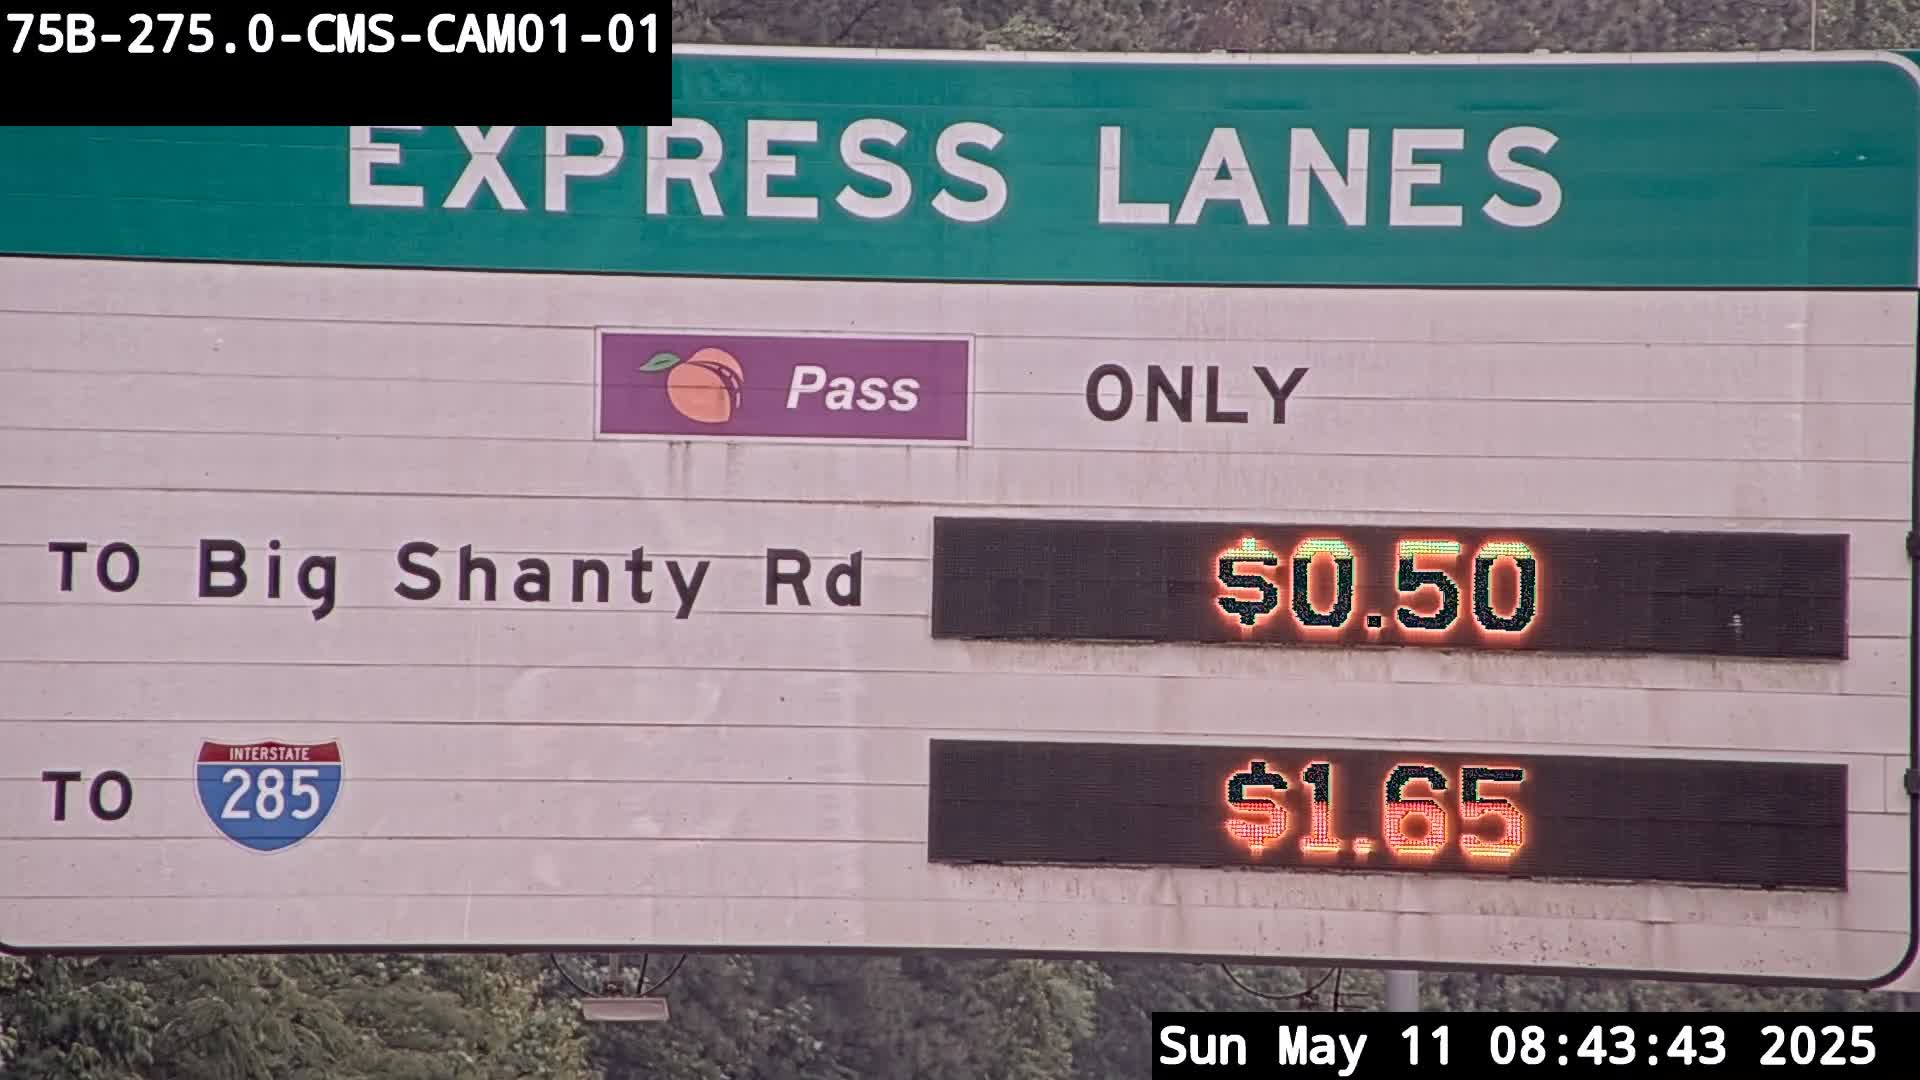 75B-275.0-CMS-CAM01-01
EXPRESS LANES
Pass ONLY
TO Big Shanty Rd $0.50
TO INTERSTATE 285 $1.65
Sun May 11 08:43:43 2025